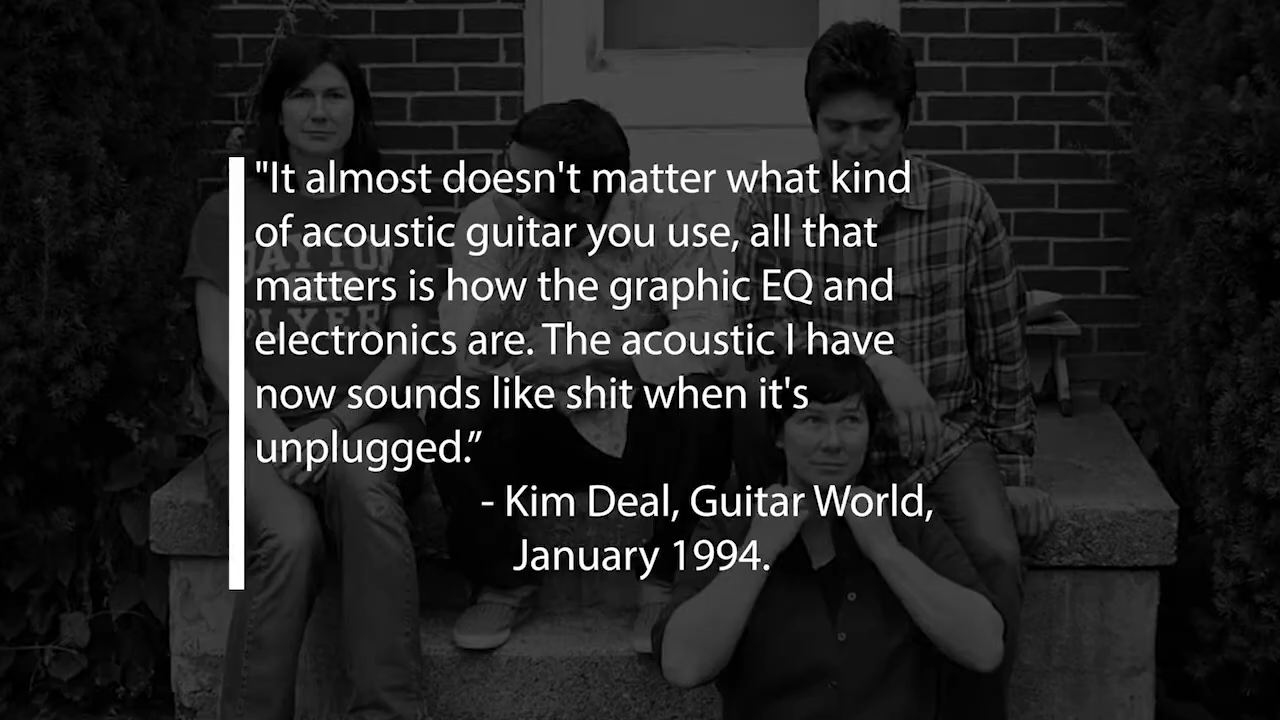 "It almost doesn't matter what kind
of acoustic guitar you use, all that
matters is how the graphic EQ and
electronics are. The acoustic I have
now sounds like shit when it's
unplugged.”
- Kim Deal, Guitar World,
January 1994.
DAYTON
FLYERS